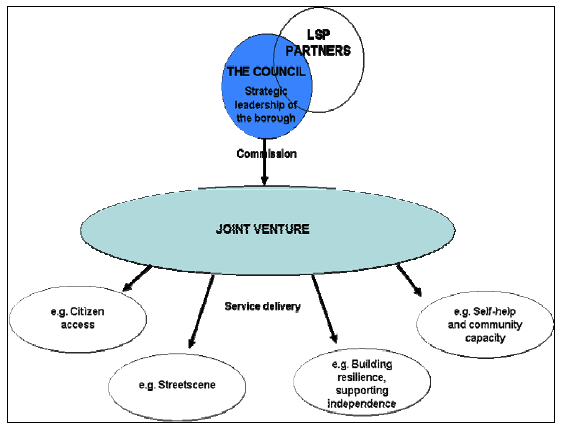 LSP
PARTNERS
THE COUNCIL
Strategic
leadership of
the borough
Commission
JOINT VENTURE
Service delivery
e.g. Citizen
access
e.g. Streetscene
e.g. Building
resilience,
supporting
independence
e.g. Self-help
and community
capacity